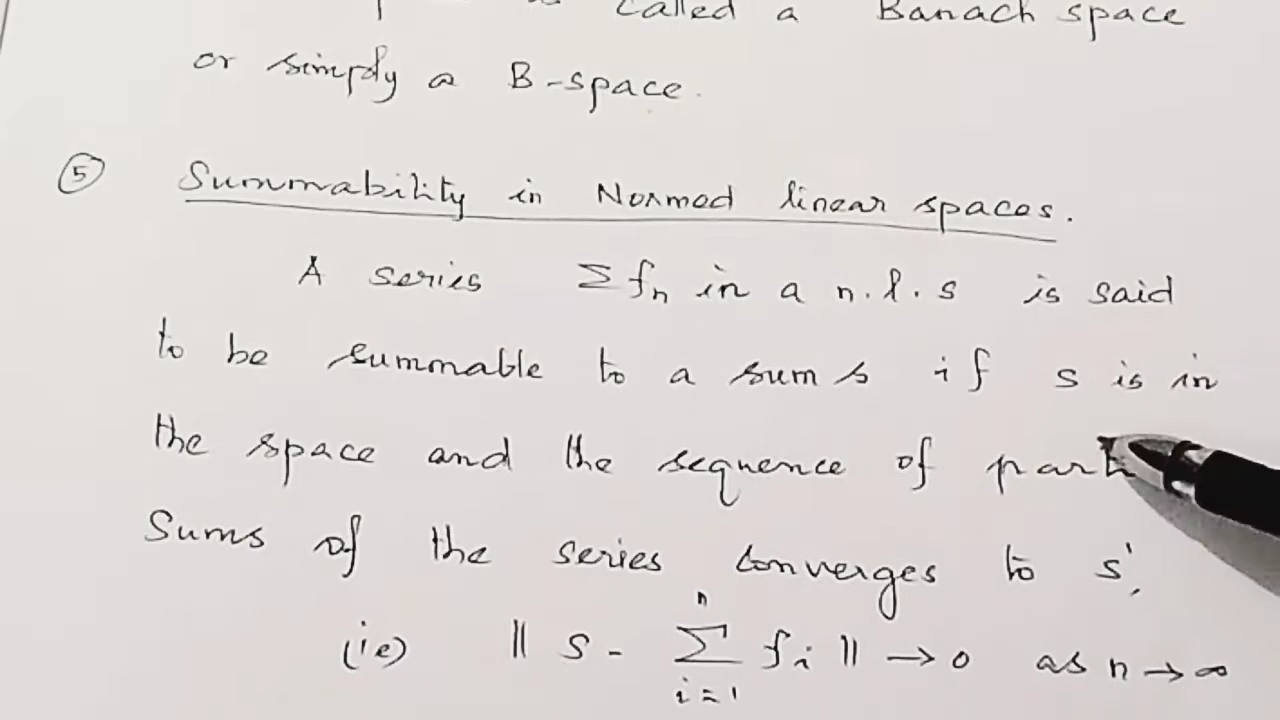 called a Banach space
or simply a B-space.
⑤ Summability in Normed linear spaces.
A series Σfn in a n.l.s is said
to be summable to a sum s if s is in
the space and the sequence of
Sums of the series converges to s',
(ie) || S - n Σ i=1 fi || → 0 as n → ∞